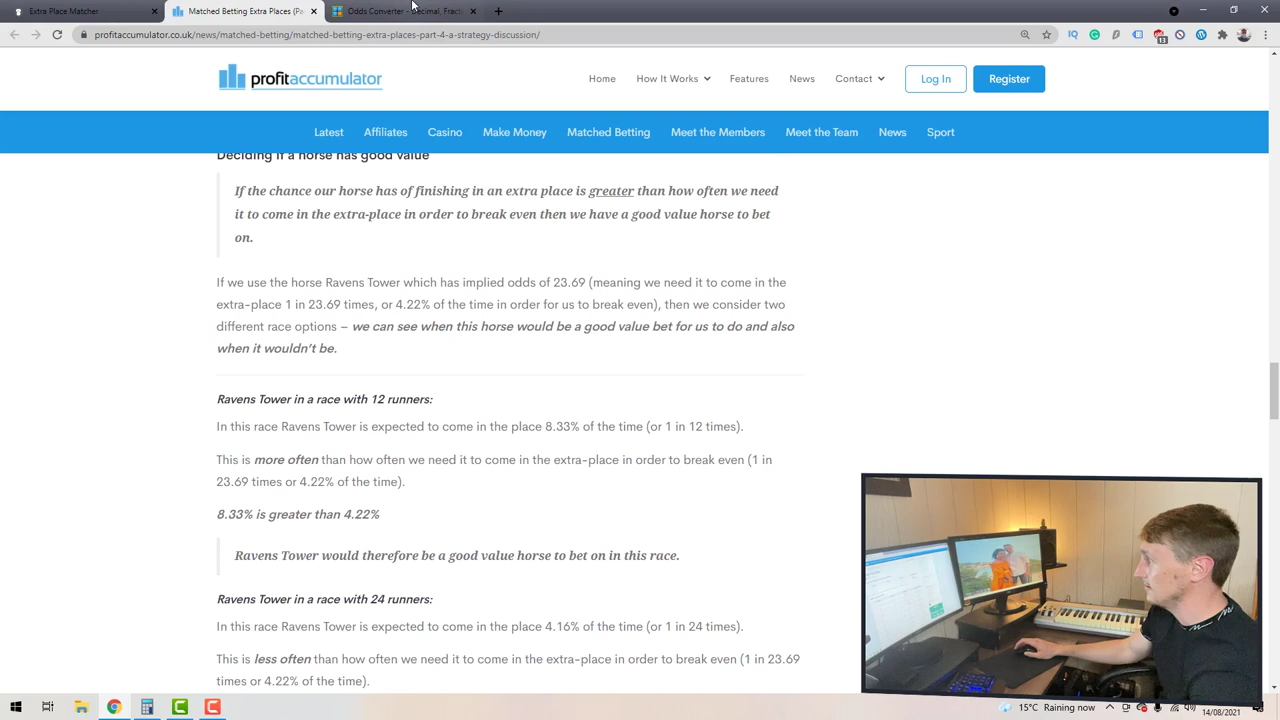 Extra Place Matcher
Matched Betting Extra Places (Pa
Odds Converter - Decimal, Fract
profitaccumulator.co.uk/news/matched-betting/matched-betting-extra-places-part-4-a-strategy-discussion/
profitaccumulator
Home
How It Works
Features
News
Contact
Log In
Register
Latest
Affiliates
Casino
Make Money
Matched Betting
Meet the Members
Meet the Team
News
Sport
Deciding if a horse has good value
If the chance our horse has of finishing in an extra place is greater than how often we need
it to come in the extra-place in order to break even then we have a good value horse to bet
on.
If we use the horse Ravens Tower which has implied odds of 23.69 (meaning we need it to come in the
extra-place 1 in 23.69 times, or 4.22% of the time in order for us to break even), then we consider two
different race options – we can see when this horse would be a good value bet for us to do and also
when it wouldn't be.
Ravens Tower in a race with 12 runners:
In this race Ravens Tower is expected to come in the place 8.33% of the time (or 1 in 12 times).
This is more often than how often we need it to come in the extra-place in order to break even (1 in
23.69 times or 4.22% of the time).
8.33% is greater than 4.22%
Ravens Tower would therefore be a good value horse to bet on in this race.
Ravens Tower in a race with 24 runners:
In this race Ravens Tower is expected to come in the place 4.16% of the time (or 1 in 24 times).
This is less often than how often we need it to come in the extra-place in order to break even (1 in 23.69
times or 4.22% of the time).
15°C Raining now
14/08/2021